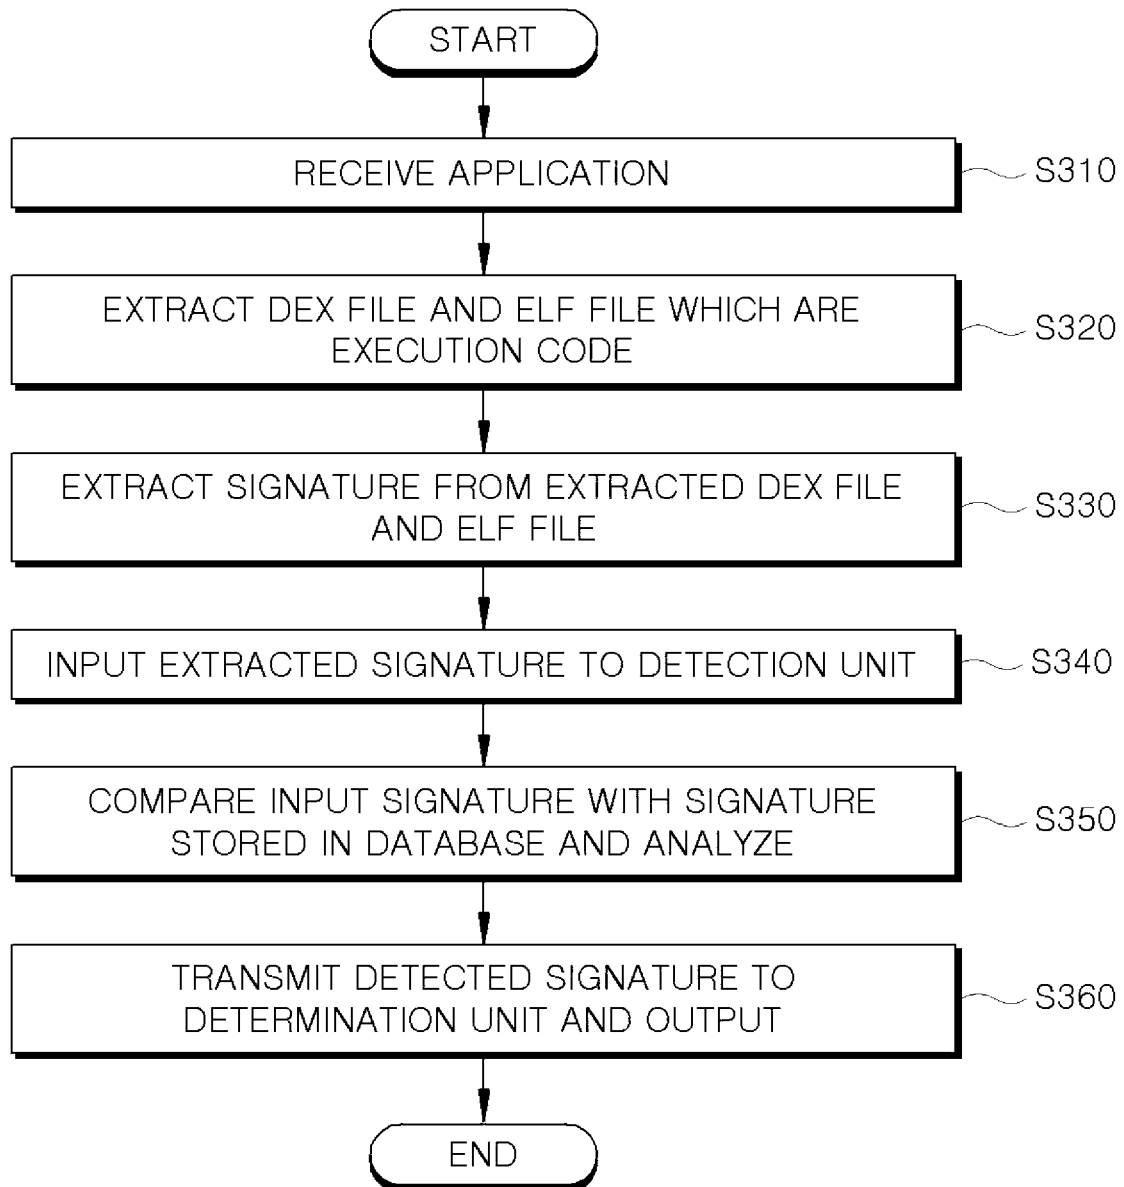 START
RECEIVE APPLICATION
S310
EXTRACT DEX FILE AND ELF FILE WHICH ARE
EXECUTION CODE
S320
EXTRACT SIGNATURE FROM EXTRACTED DEX FILE
AND ELF FILE
S330
INPUT EXTRACTED SIGNATURE TO DETECTION UNIT
S340
COMPARE INPUT SIGNATURE WITH SIGNATURE
STORED IN DATABASE AND ANALYZE
S350
TRANSMIT DETECTED SIGNATURE TO
DETERMINATION UNIT AND OUTPUT
S360
END